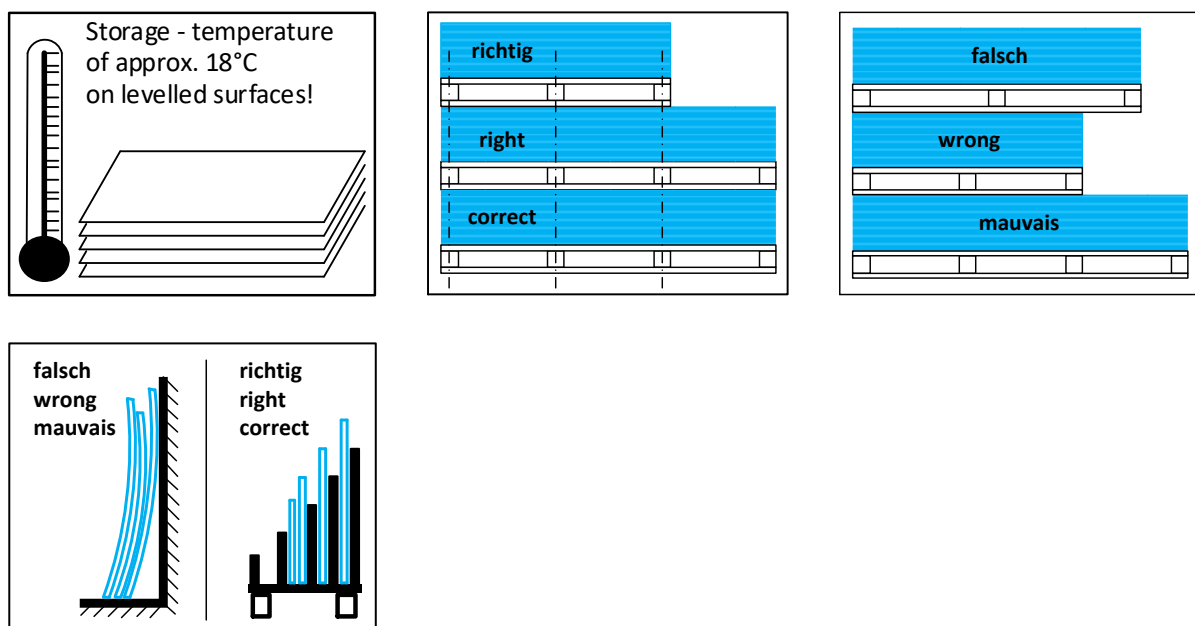 Storage - temperature
of approx. 18°C
on levelled surfaces!
richtig
right
correct
falsch
wrong
mauvais
falsch
wrong
mauvais
richtig
right
correct